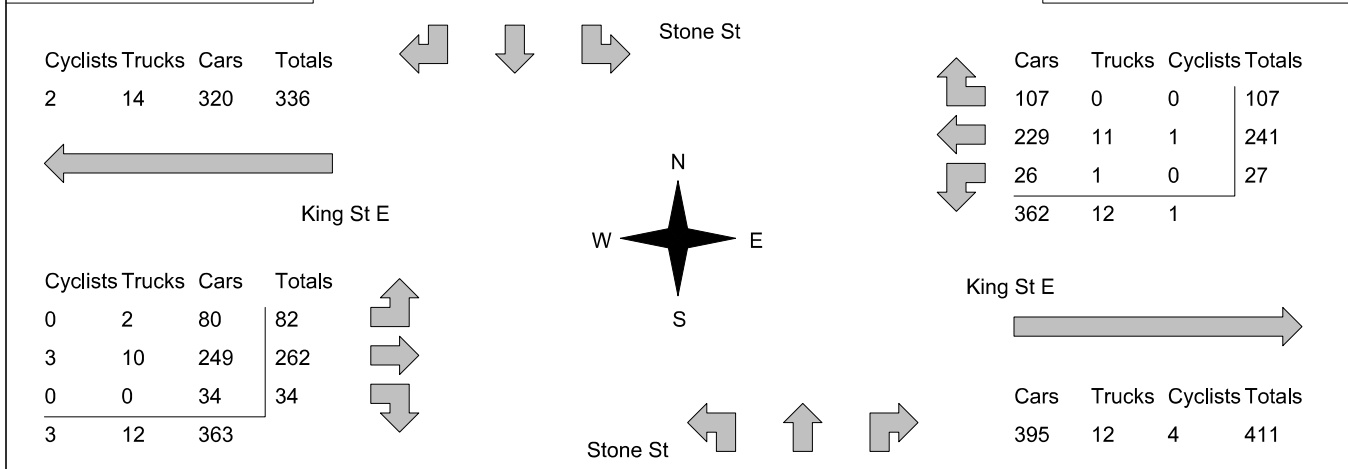 Stone St
Cyclists Trucks Cars Totals
2 14 320 336
King St E
Cars Trucks Cyclists Totals
107 0 0 107
229 11 1 241
26 1 0 27
362 12 1
N
W E
S
Cyclists Trucks Cars Totals
0 2 80 82
3 10 249 262
0 0 34 34
3 12 363
King St E
Cars Trucks Cyclists Totals
395 12 4 411
Stone St